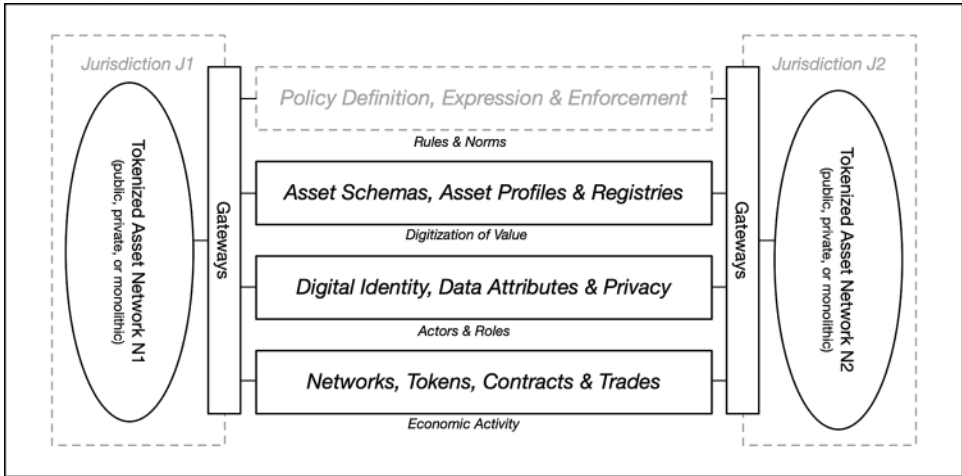 Jurisdiction J1
Tokenized Asset Network N1
(public, private, or monolithic)
Gateways
Policy Definition, Expression & Enforcement
Rules & Norms
Asset Schemas, Asset Profiles & Registries
Digitization of Value
Digital Identity, Data Attributes & Privacy
Actors & Roles
Networks, Tokens, Contracts & Trades
Economic Activity
Gateways
Jurisdiction J2
Tokenized Asset Network N2
(public, private, or monolithic)